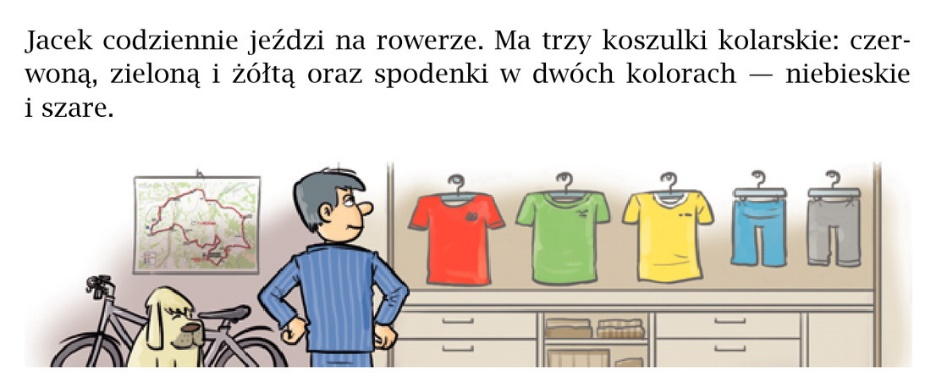 Jacek codziennie jeździ na rowerze. Ma trzy koszulki kolarskie: czer-
woną, zieloną i żółtą oraz spodenki w dwóch kolorach — niebieskie
i szare.